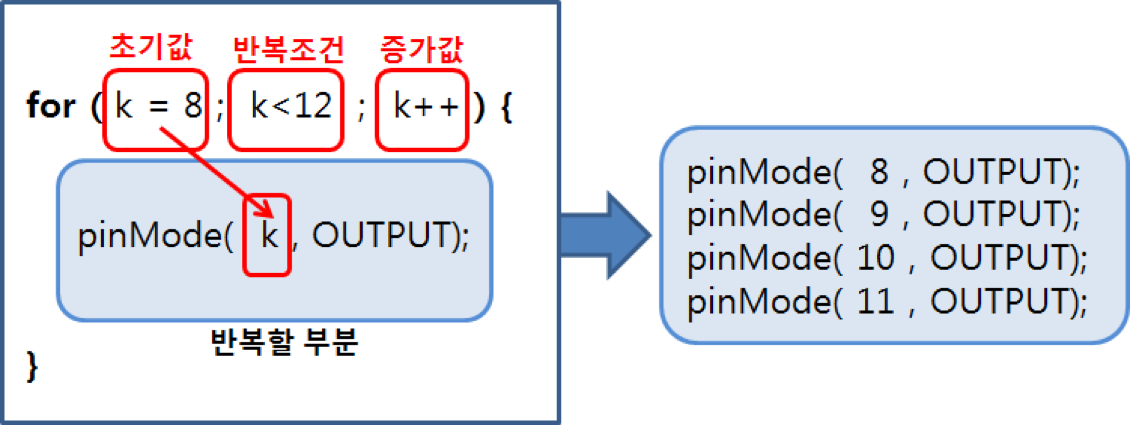 초기값 반복조건 증가값
for ( k = 8 ; k<12 ; k++ ) {
pinMode( k , OUTPUT);
반복할 부분
}
pinMode( 8 , OUTPUT);
pinMode( 9 , OUTPUT);
pinMode( 10 , OUTPUT);
pinMode( 11 , OUTPUT);